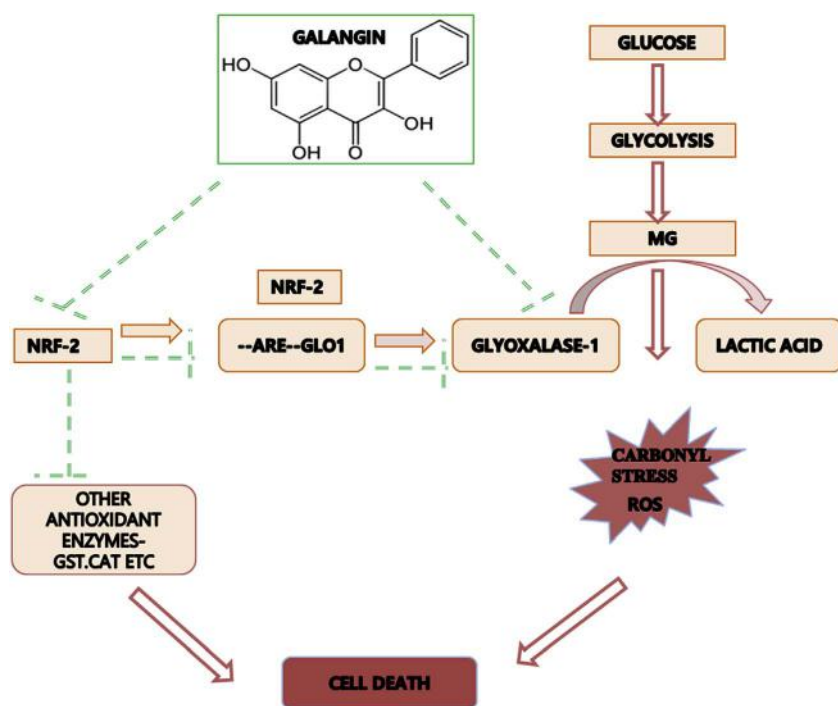 GALANGIN
HO
O
OH
OH
O
GLUCOSE
GLYCOLYSIS
MG
NRF-2
NRF-2
--ARE--GLO1
GLYOXALASE-1
LACTIC ACID
CARBONYL
STRESS
ROS
OTHER
ANTIOXIDANT
ENZYMES-
GST.CAT ETC
CELL DEATH